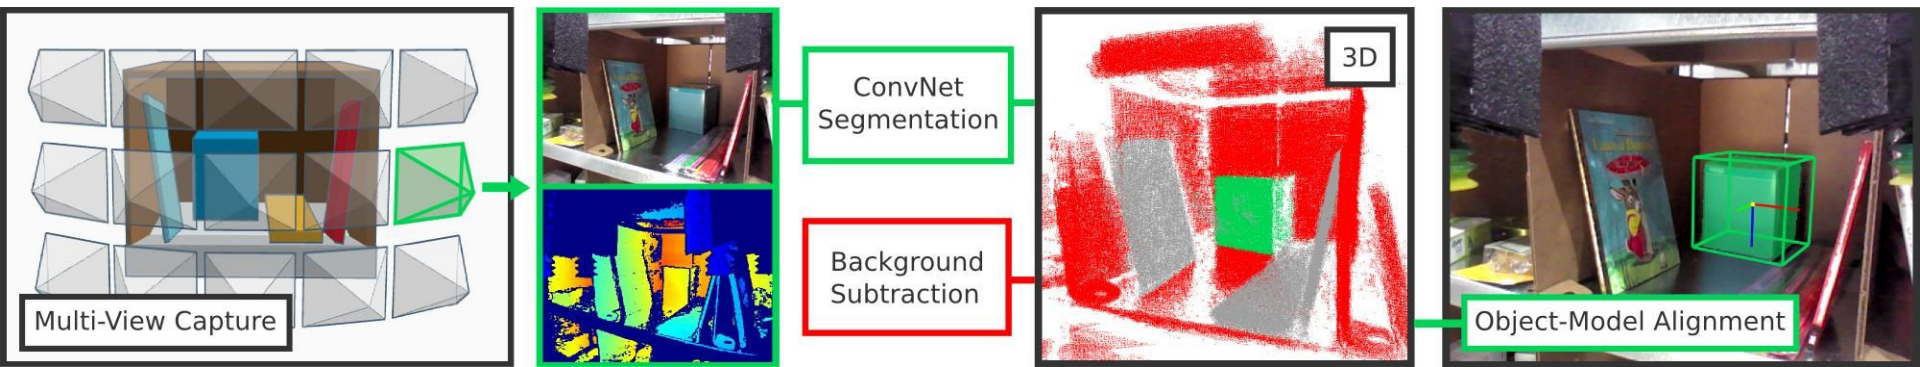 Multi-View Capture
ConvNet
Segmentation
Background
Subtraction
3D
Object-Model Alignment